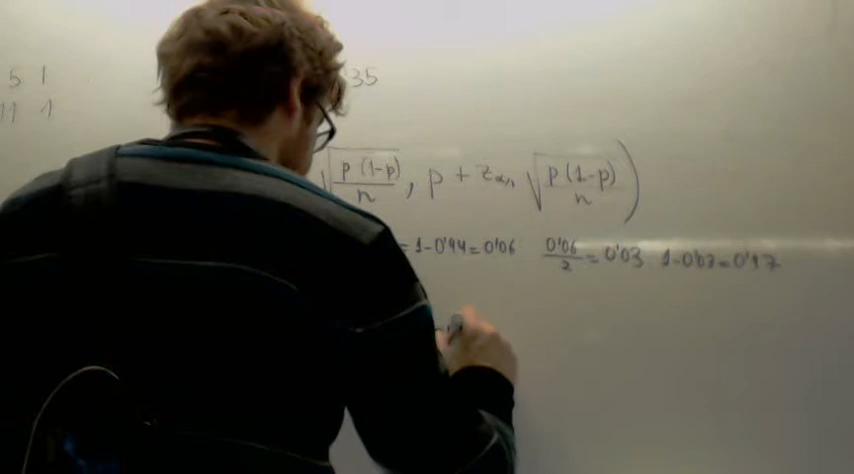 5 1 35
11 1
√ p (1-p) / n , p + z α/2 √ p (1-p) / n )
= 1-0'94=0'06 0'06 / 2 = 0'03 1-0'03=0'97